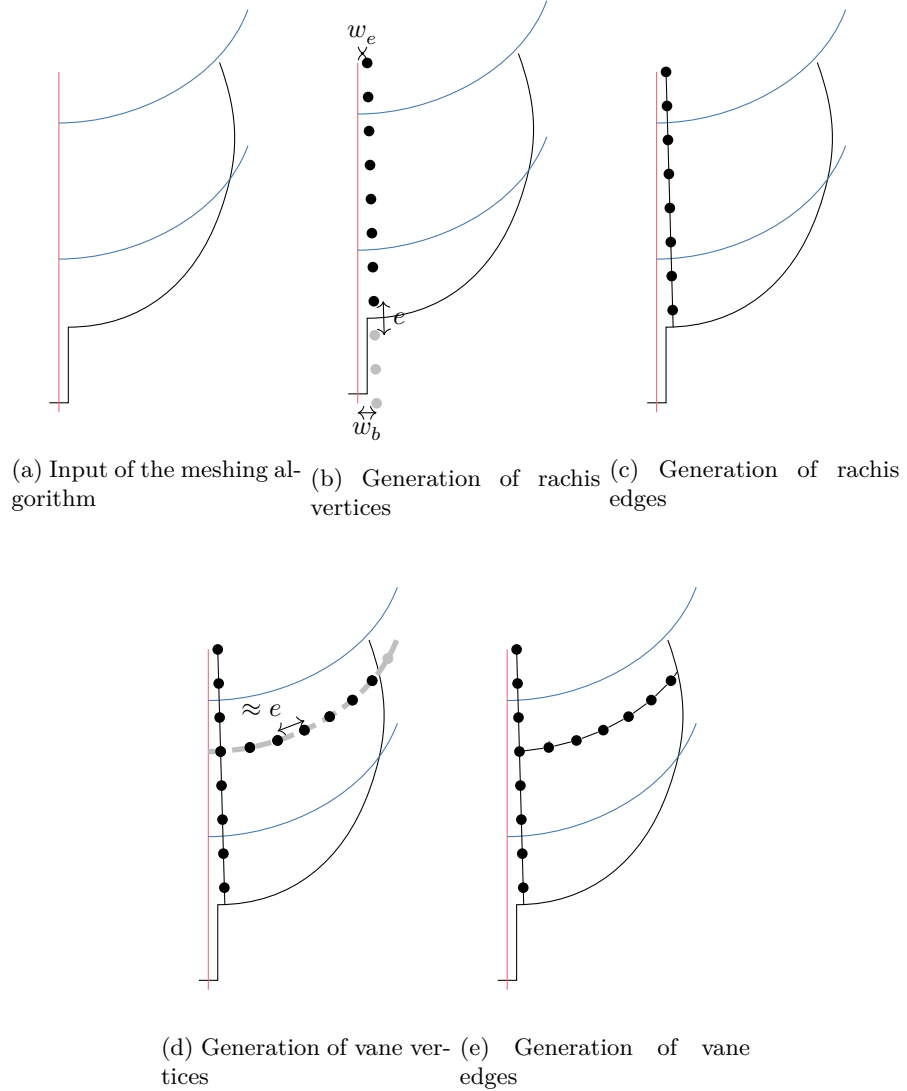 w_e
e
w_b
(a) Input of the meshing al-
gorithm
(b) Generation of rachis
vertices
(c) Generation of rachis
edges
≈ e
(d) Generation of vane ver-
tices
(e) Generation of vane
edges